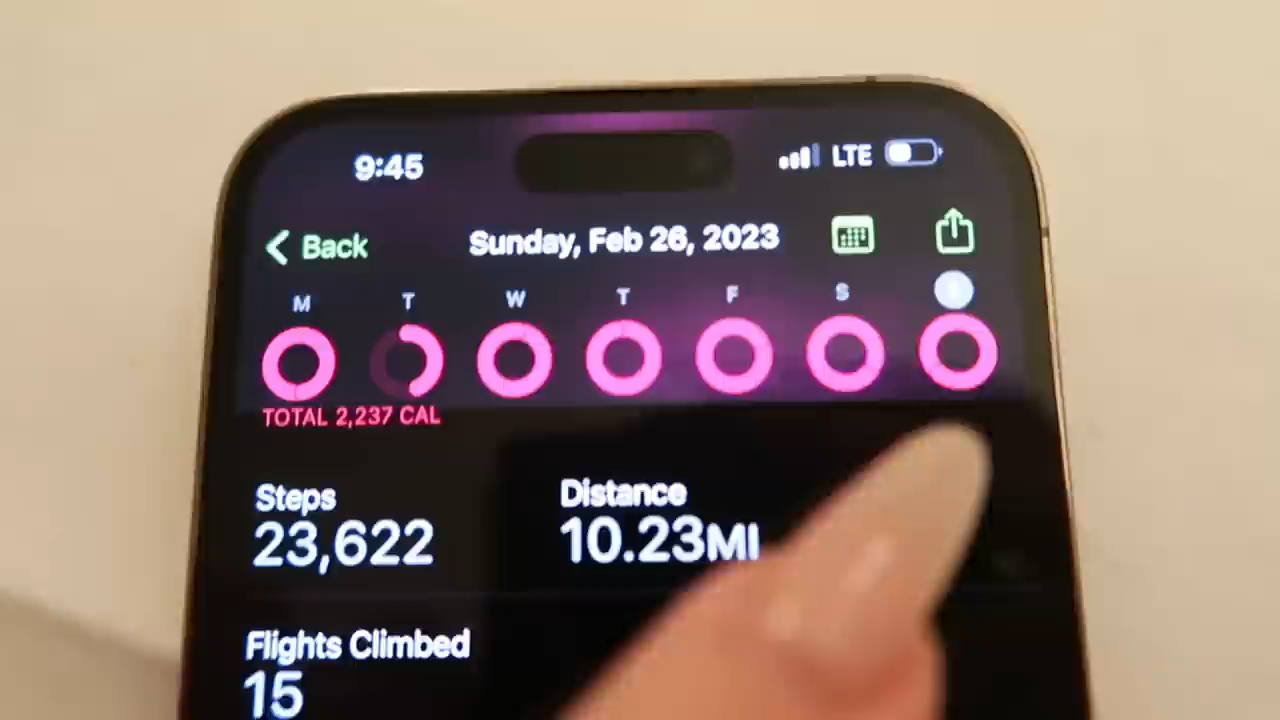 9:45 LTE
Back Sunday, Feb 26, 2023
M T W T F S
TOTAL 2,237 CAL
Steps Distance
23,622 10.23MI
Flights Climbed
15